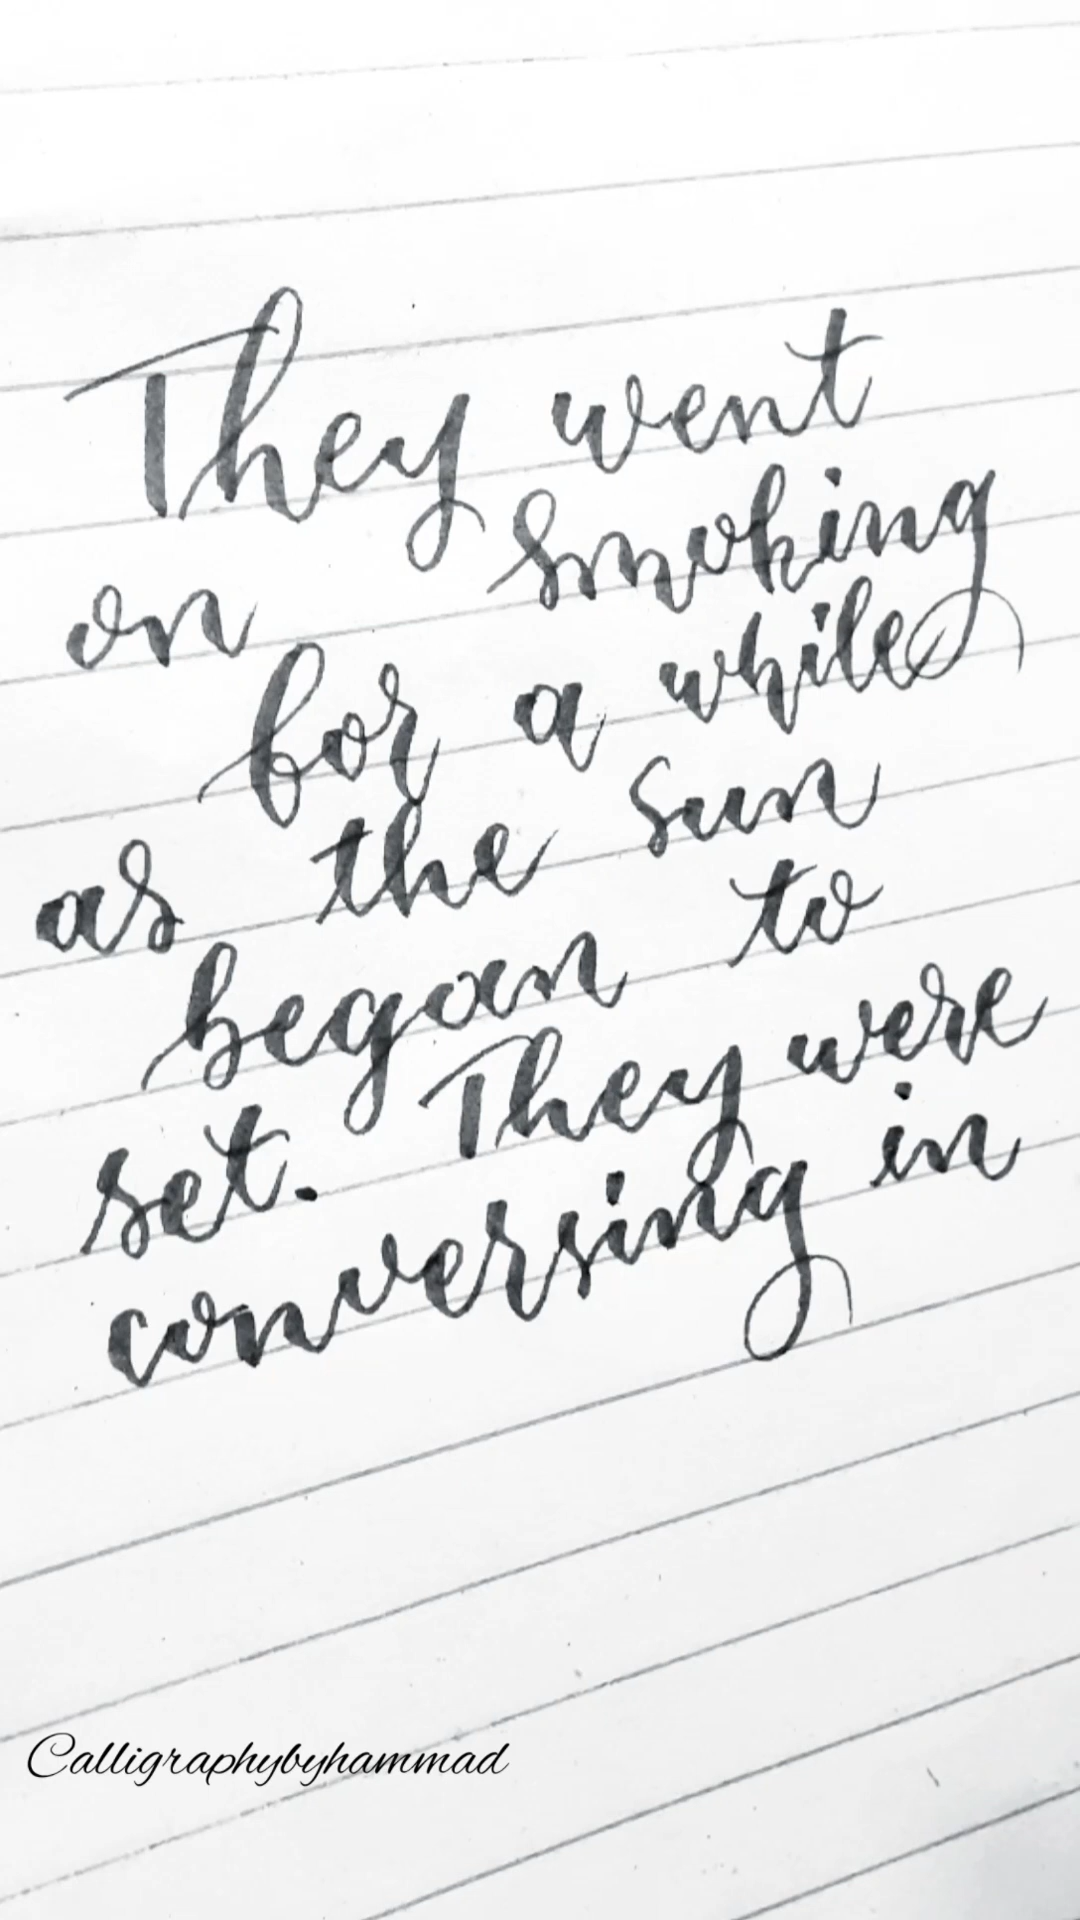 They went
on smoking
for a while
as the sun
began to
set. They were
conversing in
Calligraphybyhammad